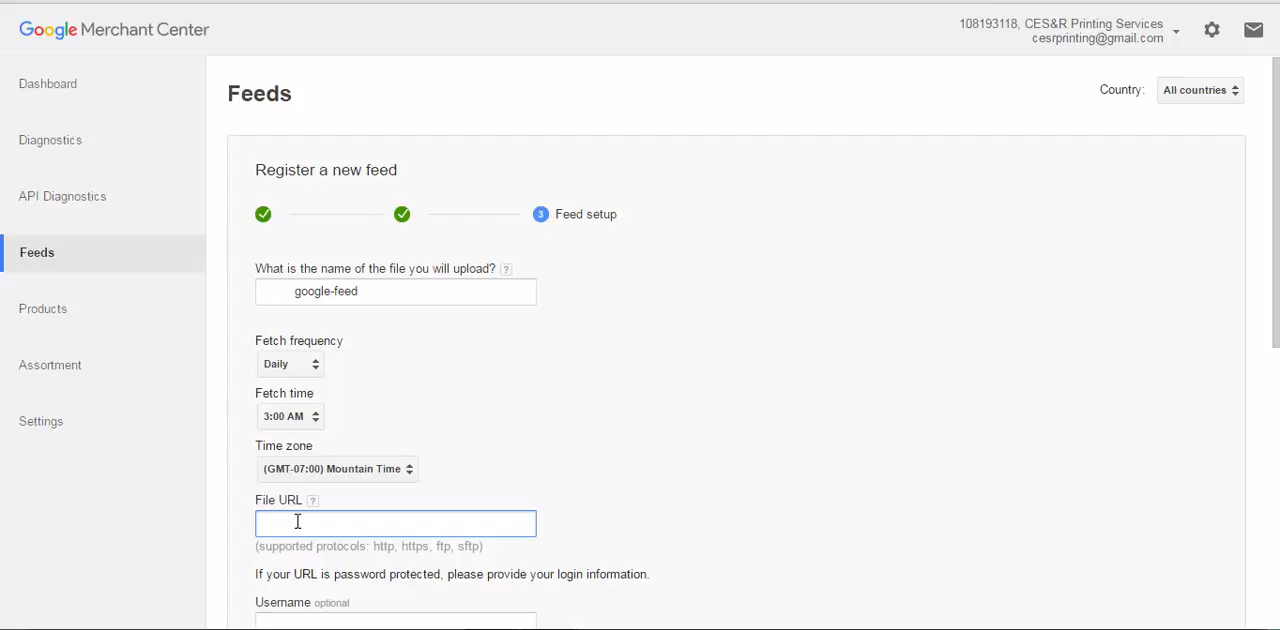 Google Merchant Center
108193118, CES&R Printing Services
cesrprinting@gmail.com
Dashboard
Diagnostics
API Diagnostics
Feeds
Products
Assortment
Settings
Feeds
Country: All countries
Register a new feed
3 Feed setup
What is the name of the file you will upload? ?
google-feed
Fetch frequency
Daily
Fetch time
3:00 AM
Time zone
(GMT-07:00) Mountain Time
File URL ?
(supported protocols: http, https, ftp, sftp)
If your URL is password protected, please provide your login information.
Username optional